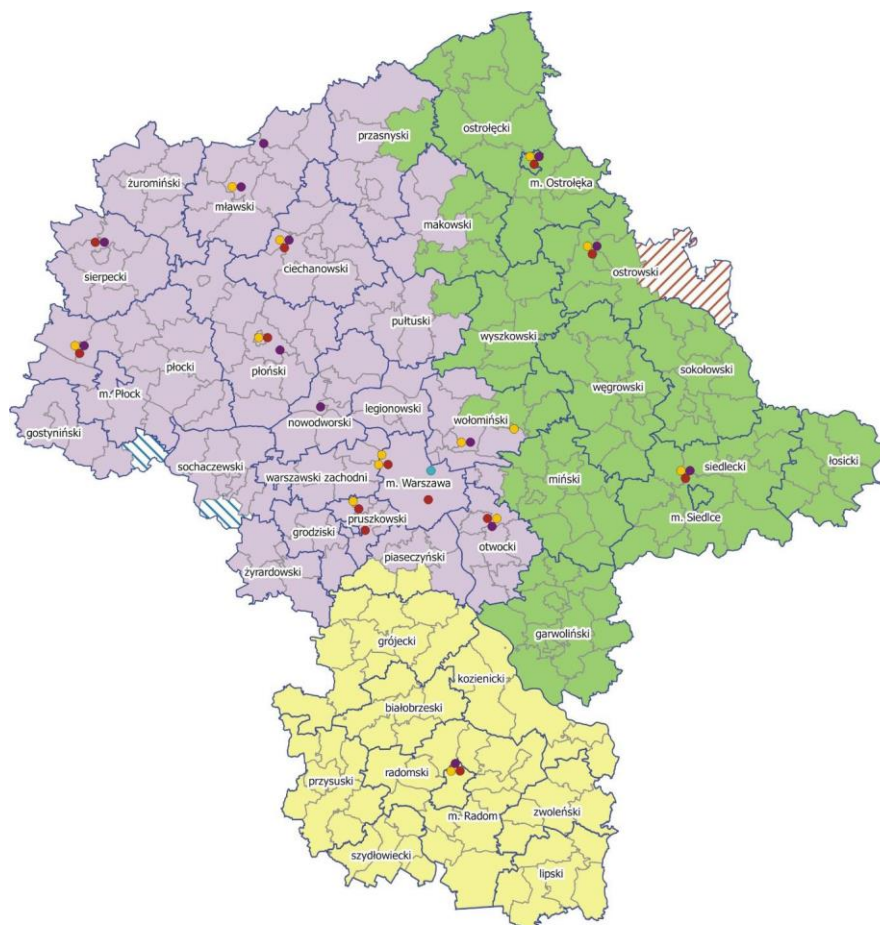 przasnyski
ostrołęcki
żuromiński
m. Ostrołęka
mławski
makowski
sierpecki
ciechanowski
ostrowski
pułtuski
wyszkowski
płocki
płoński
węgrowski
sokołowski
m. Płock
nowodworski
legionowski
wołomiński
gostyniński
sochaczewski
warszawski zachodni
m. Warszawa
miński
siedlecki
łosicki
pruszkowski
m. Siedlce
grodziski
otwocki
piaseczyński
żyrardowski
garwoliński
grójecki
kozienicki
białobrzeski
przysuski
radomski
m. Radom
zwoleński
szydłowiecki
lipski